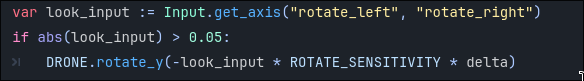 var look_input := Input.get_axis("rotate_left", "rotate_right")
if abs(look_input) > 0.05:
DRONE.rotate_y(-look_input * ROTATE_SENSITIVITY * delta)